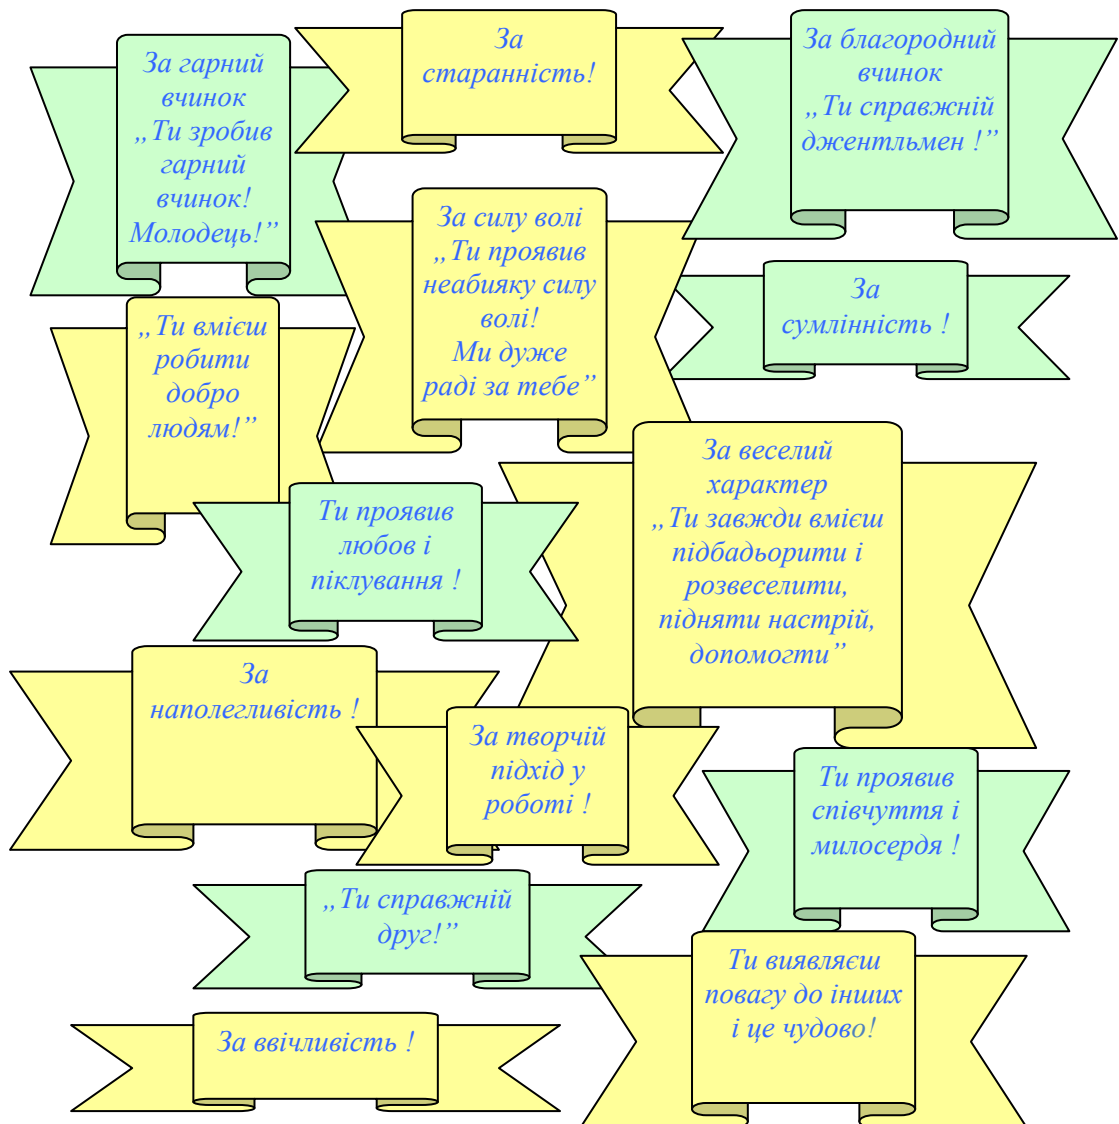 За гарний
вчинок
„Ти зробив
гарний
вчинок!
Молодець!”
За
старанність!
За благородний
вчинок
„Ти справжній
джентльмен !”
За силу волі
„Ти проявив
неабияку силу
волі!
Ми дуже
раді за тебе”
За
сумлінність !
„Ти вмієш
робити
добро
людям!”
За веселий
характер
„Ти завжди вмієш
підбадьорити і
розвеселити,
підняти настрій,
допомогти”
Ти проявив
любов і
піклування !
За
наполегливість !
За творчій
підхід у
роботі !
Ти проявив
співчуття і
милосердя !
„Ти справжній
друг!”
Ти виявляєш
повагу до інших
і це чудово!
За ввічливість !